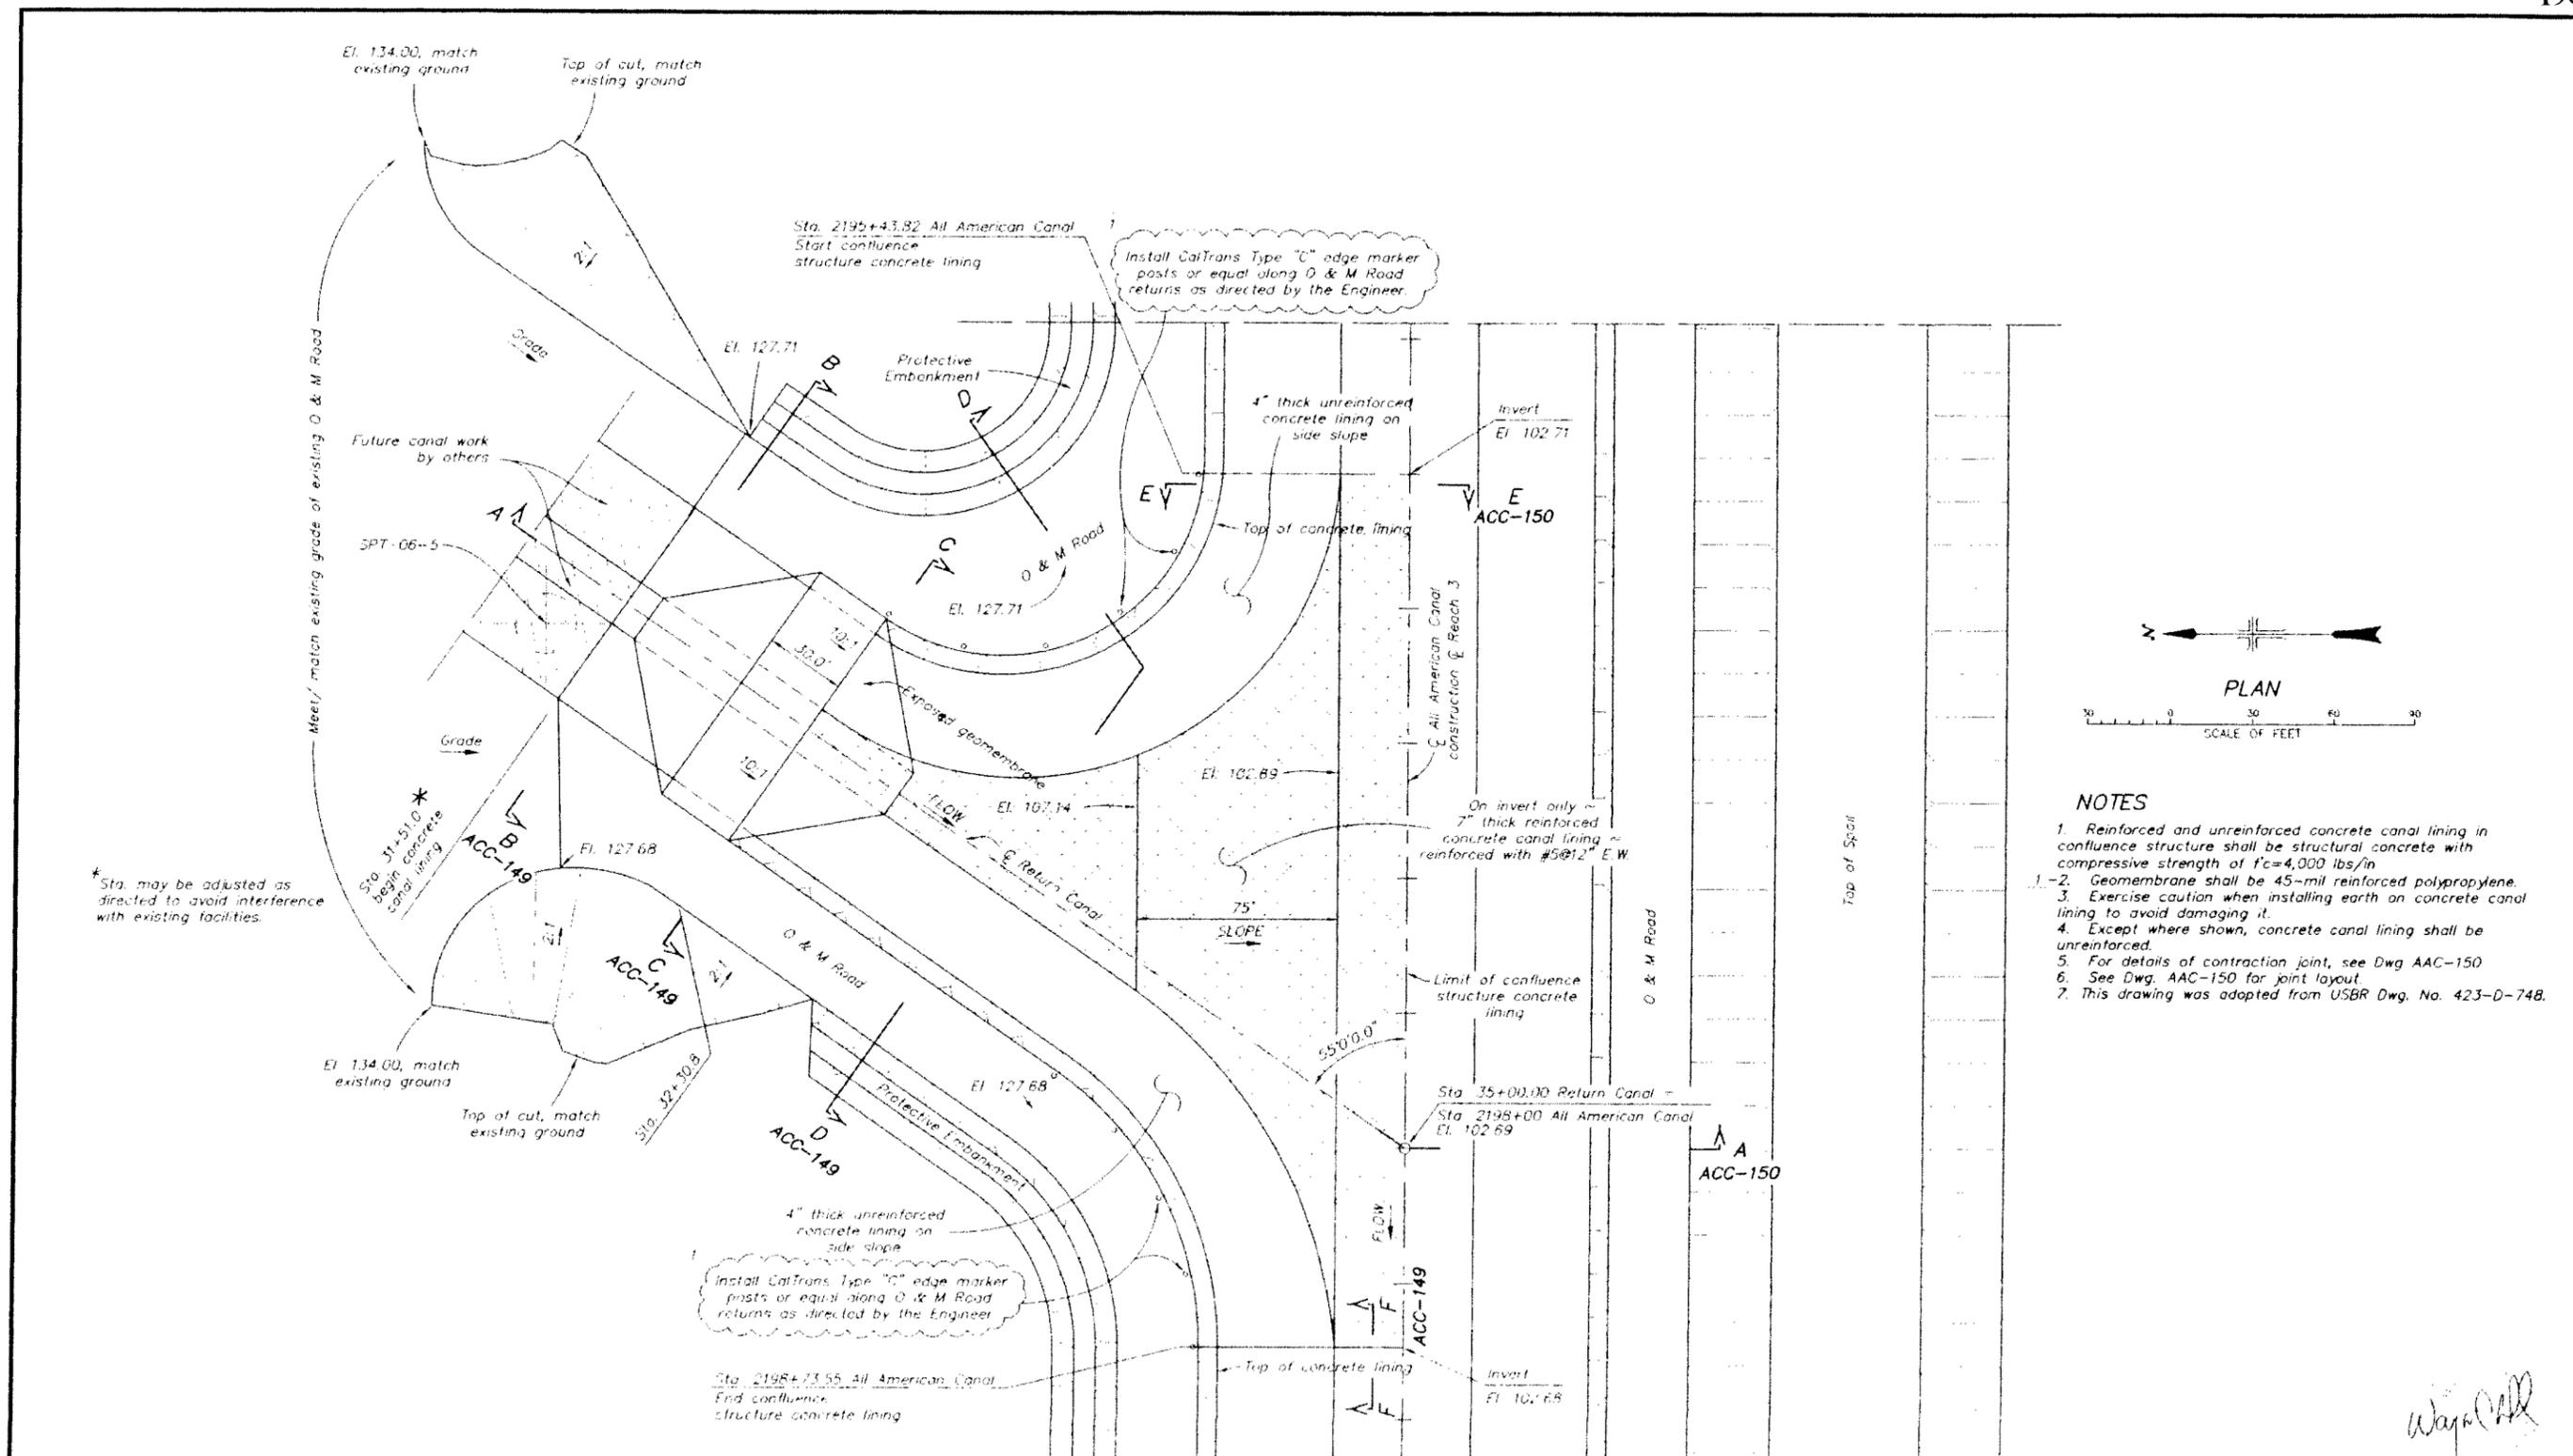 El. 134.00, match
existing ground
Top of cut, match
existing ground
Sta. 2195+43.82 All American Canal
Start confluence
structure concrete lining
1
Install CalTrans Type "C" edge marker
posts or equal along O & M Road
returns as directed by the Engineer.
2:1
Grade
El. 127.71
B
Protective
Embankment
D
4" thick unreinforced
concrete lining on
side slope
Invert
El 102.71
Future canal work
by others
A
SPT-06-5
E
E
ACC-150
Top of concrete lining
C
O & M Road
El. 127.71
Meet/ match existing grade of existing O & M Road
10:1
30.0'
Exposed geomembrane
℄ All American Canal
construction ℄ Reach 3
N
PLAN
30 0 30 60 90
SCALE OF FEET
Grade
10:1
El. 102.89
El. 107.14
FLOW
℄ Return Canal
On invert only ~
7" thick reinforced
concrete canal lining ~
reinforced with #5@12" E.W.
Sta. 31+51.0 *
begin concrete
canal lining
B
ACC-149
El. 127.68
*Sta. may be adjusted as
directed to avoid interference
with existing facilities.
75'
SLOPE
2:1
C
ACC-149
2:1
O & M Road
O & M Road
Top of Spoil
Limit of confluence
structure concrete
lining
NOTES
1. Reinforced and unreinforced concrete canal lining in
confluence structure shall be structural concrete with
compressive strength of f'c=4,000 lbs/in
1 -2. Geomembrane shall be 45-mil reinforced polypropylene.
3. Exercise caution when installing earth on concrete canal
lining to avoid damaging it.
4. Except where shown, concrete canal lining shall be
unreinforced.
5. For details of contraction joint, see Dwg AAC-150
6. See Dwg. AAC-150 for joint layout.
7. This drawing was adopted from USBR Dwg. No. 423-D-748.
El 134.00, match
existing ground
Top of cut, match
existing ground
Sta. 32+30.8
El 127.68
55°0'0.0"
Protective Embankment
D
ACC-149
Sta 35+00.00 Return Canal =
Sta 2198+00 All American Canal
El. 102.69
A
ACC-150
4" thick unreinforced
concrete lining on
side slope
1
Install CalTrans Type "C" edge marker
posts or equal along O & M Road
returns as directed by the Engineer
FLOW
F
ACC-149
F
Sta. 2198+73.55 All American Canal
End confluence
structure concrete lining
Top of concrete lining
Invert
El 102.68